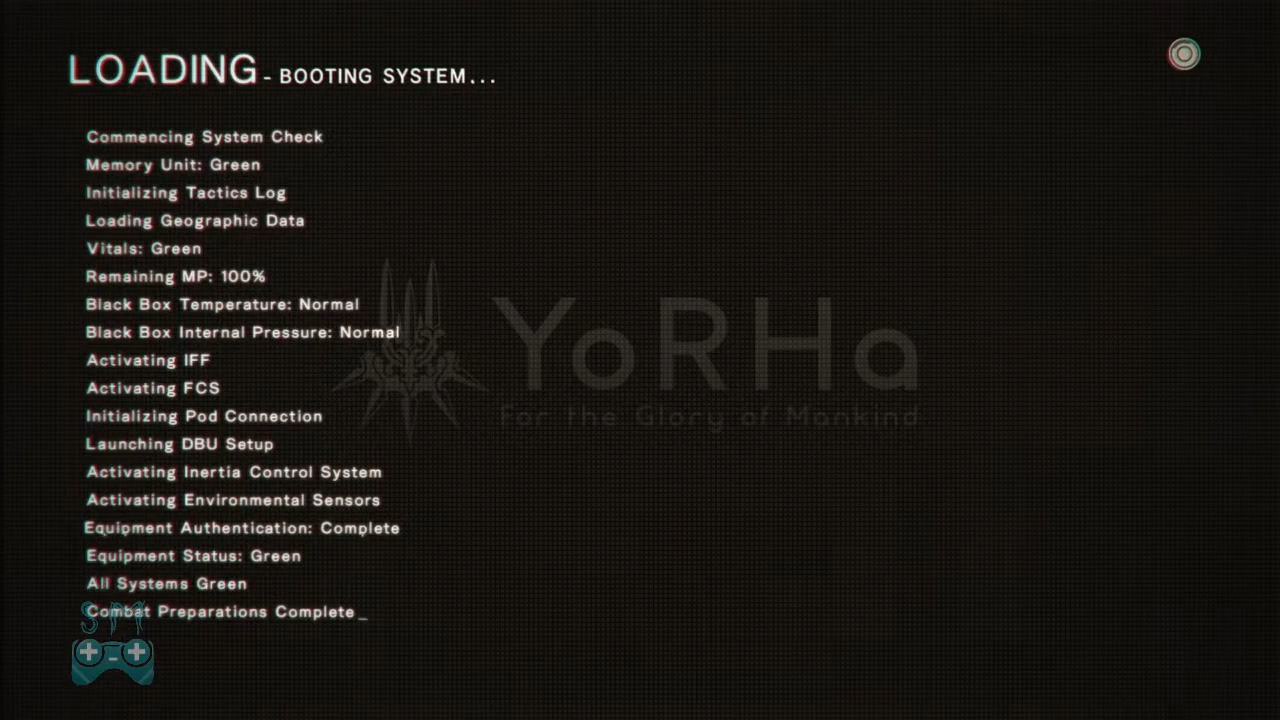 LOADING - BOOTING SYSTEM...
Commencing System Check
Memory Unit: Green
Initializing Tactics Log
Loading Geographic Data
Vitals: Green
Remaining MP: 100%
Black Box Temperature: Normal
Black Box Internal Pressure: Normal
Activating IFF
Activating FCS
Initializing Pod Connection
Launching DBU Setup
Activating Inertia Control System
Activating Environmental Sensors
Equipment Authentication: Complete
Equipment Status: Green
All Systems Green
Combat Preparations Complete_
YoRHa
For the Glory of Mankind
SM